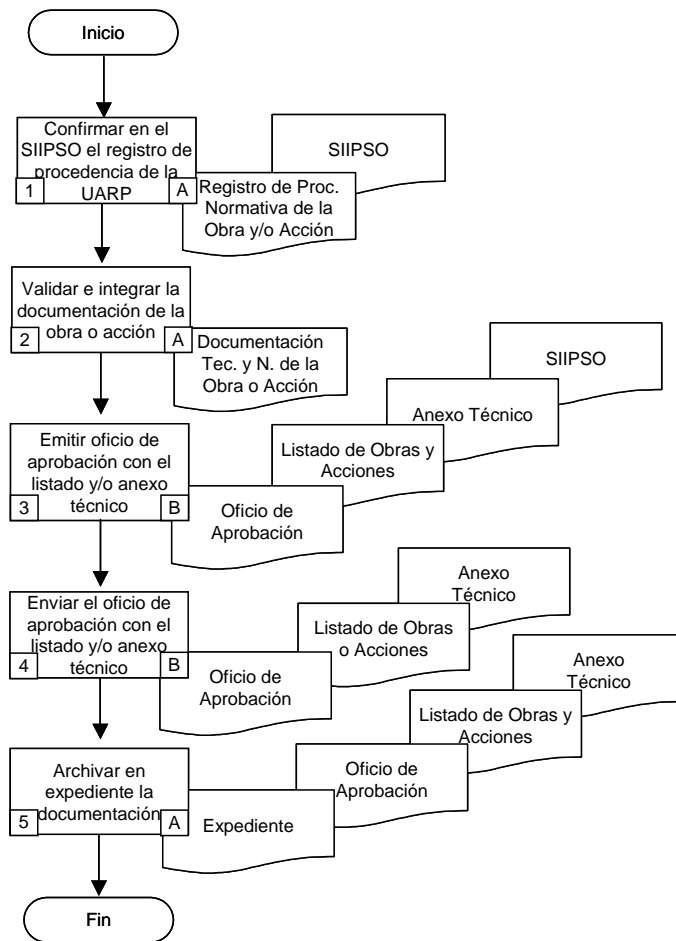 Inicio
Confirmar en el
SIIPSO el registro de
procedencia de la
UARP
1
A
SIIPSO
Registro de Proc.
Normativa de la
Obra y/o Acción
Validar e integrar la
documentación de la
obra o acción
2
A
Documentación
Tec. y N. de la
Obra o Acción
SIIPSO
Anexo Técnico
Listado de Obras y
Acciones
Emitir oficio de
aprobación con el
listado y/o anexo
técnico
3
B
Oficio de
Aprobación
Anexo
Técnico
Listado de Obras
o Acciones
Enviar el oficio de
aprobación con el
listado y/o anexo
técnico
4
B
Oficio de
Aprobación
Anexo
Técnico
Listado de Obras y
Acciones
Oficio de
Aprobación
Archivar en
expediente la
documentación
5
A
Expediente
Fin